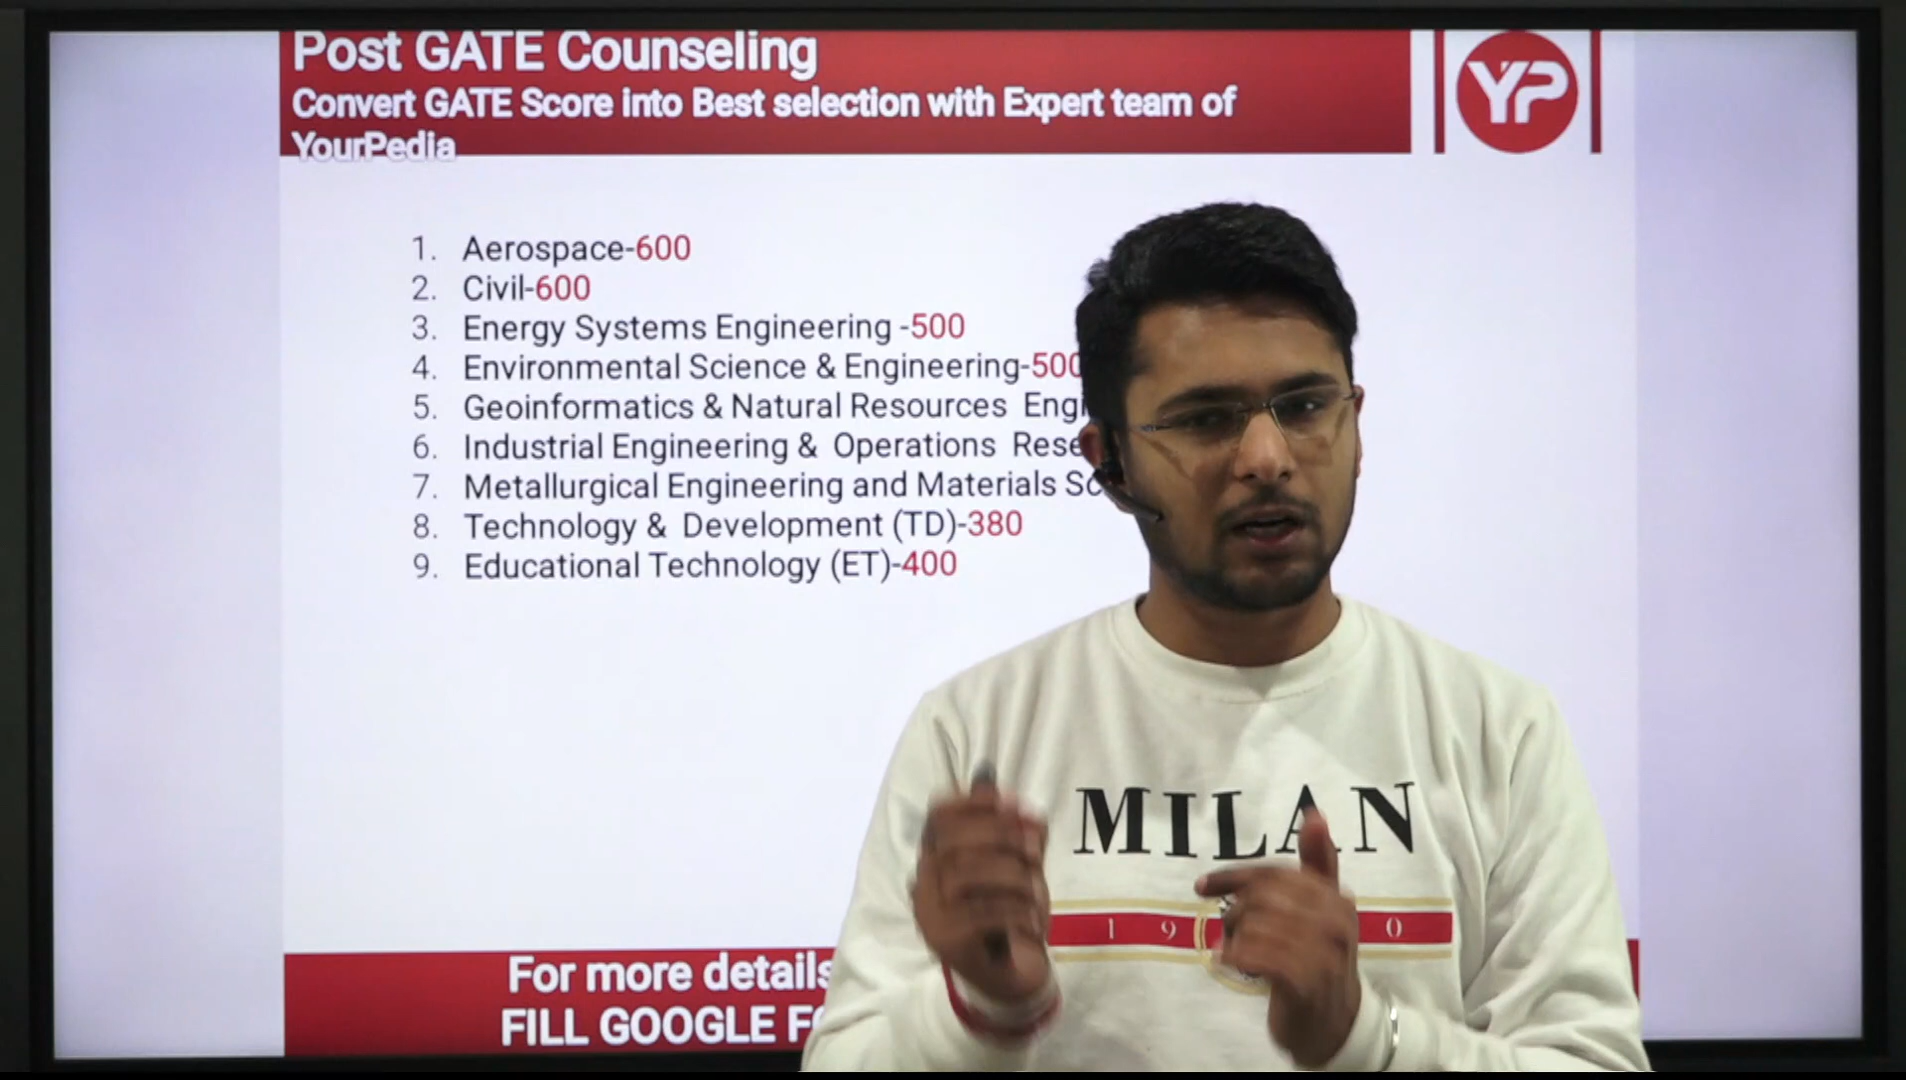 Post GATE Counseling
Convert GATE Score into Best selection with Expert team of
YourPedia
YP
1. Aerospace-600
2. Civil-600
3. Energy Systems Engineering -500
4. Environmental Science & Engineering-500
5. Geoinformatics & Natural Resources
6. Industrial Engineering & Operations
7. Metallurgical Engineering and Materials
8. Technology & Development (TD)-380
9. Educational Technology (ET)-400
MILAN
1 9 0
For more details
FILL GOOGLE